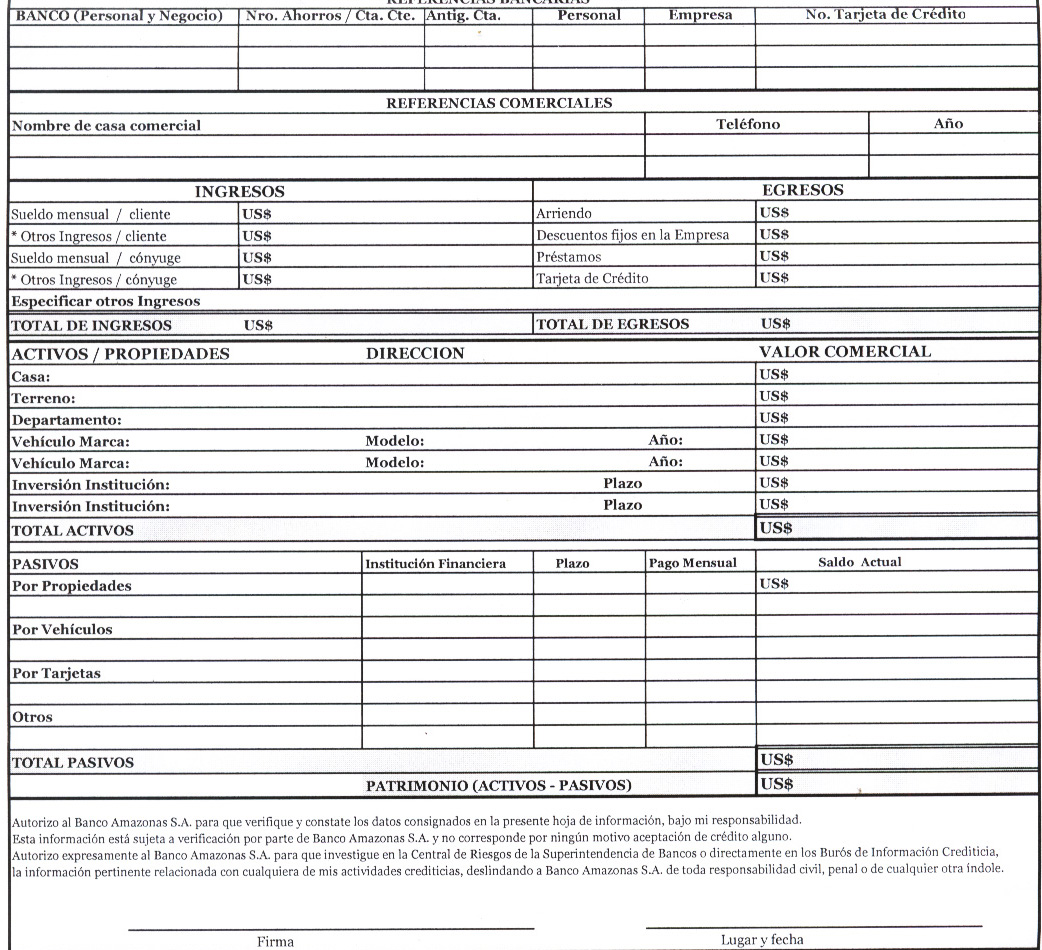 REFERENCIAS BANCARIAS
BANCO (Personal y Negocio) Nro. Ahorros / Cta. Cte. Antig. Cta. Personal Empresa No. Tarjeta de Crédito
REFERENCIAS COMERCIALES
Nombre de casa comercial Teléfono Año
INGRESOS EGRESOS
Sueldo mensual / cliente US$ Arriendo US$
* Otros Ingresos / cliente US$ Descuentos fijos en la Empresa US$
Sueldo mensual / cónyuge US$ Préstamos US$
* Otros Ingresos / cónyuge US$ Tarjeta de Crédito US$
Especificar otros Ingresos
TOTAL DE INGRESOS US$ TOTAL DE EGRESOS US$
ACTIVOS / PROPIEDADES DIRECCION VALOR COMERCIAL
Casa: US$
Terreno: US$
Departamento: US$
Vehículo Marca: Modelo: Año: US$
Vehículo Marca: Modelo: Año: US$
Inversión Institución: Plazo US$
Inversión Institución: Plazo US$
TOTAL ACTIVOS US$
PASIVOS Institución Financiera Plazo Pago Mensual Saldo Actual
Por Propiedades US$
Por Vehículos
Por Tarjetas
Otros
TOTAL PASIVOS US$
PATRIMONIO (ACTIVOS - PASIVOS) US$
Autorizo al Banco Amazonas S.A. para que verifique y constate los datos consignados en la presente hoja de información, bajo mi responsabilidad.
Esta información está sujeta a verificación por parte de Banco Amazonas S.A. y no corresponde por ningún motivo aceptación de crédito alguno.
Autorizo expresamente al Banco Amazonas S.A. para que investigue en la Central de Riesgos de la Superintendencia de Bancos o directamente en los Burós de Información Crediticia,
la información pertinente relacionada con cualquiera de mis actividades crediticias, deslindando a Banco Amazonas S.A. de toda responsabilidad civil, penal o de cualquier otra índole.
Firma Lugar y fecha